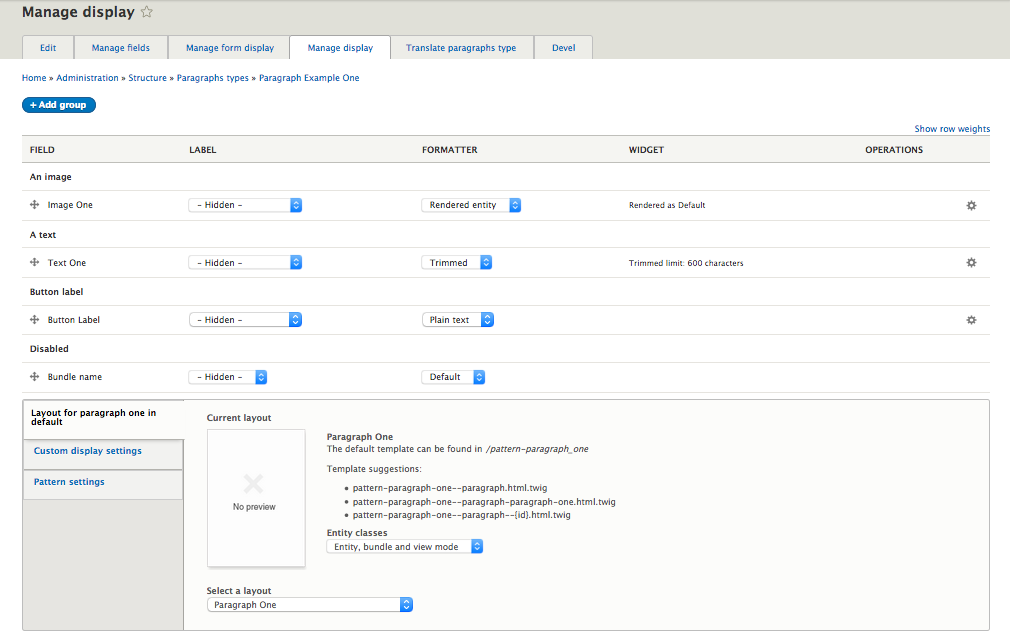 Manage display
Edit Manage fields Manage form display Manage display Translate paragraphs type Devel
Home » Administration » Structure » Paragraphs types » Paragraph Example One
+ Add group
Show row weights
FIELD LABEL FORMATTER WIDGET OPERATIONS
An image
Image One - Hidden - Rendered entity Rendered as Default
A text
Text One - Hidden - Trimmed Trimmed limit: 600 characters
Button label
Button Label - Hidden - Plain text
Disabled
Bundle name - Hidden - Default
Layout for paragraph one in
default
Custom display settings
Pattern settings
Current layout
No preview
Paragraph One
The default template can be found in /pattern-paragraph_one
Template suggestions:
• pattern-paragraph-one--paragraph.html.twig
• pattern-paragraph-one--paragraph-paragraph-one.html.twig
• pattern-paragraph-one--paragraph--{id}.html.twig
Entity classes
Entity, bundle and view mode
Select a layout
Paragraph One